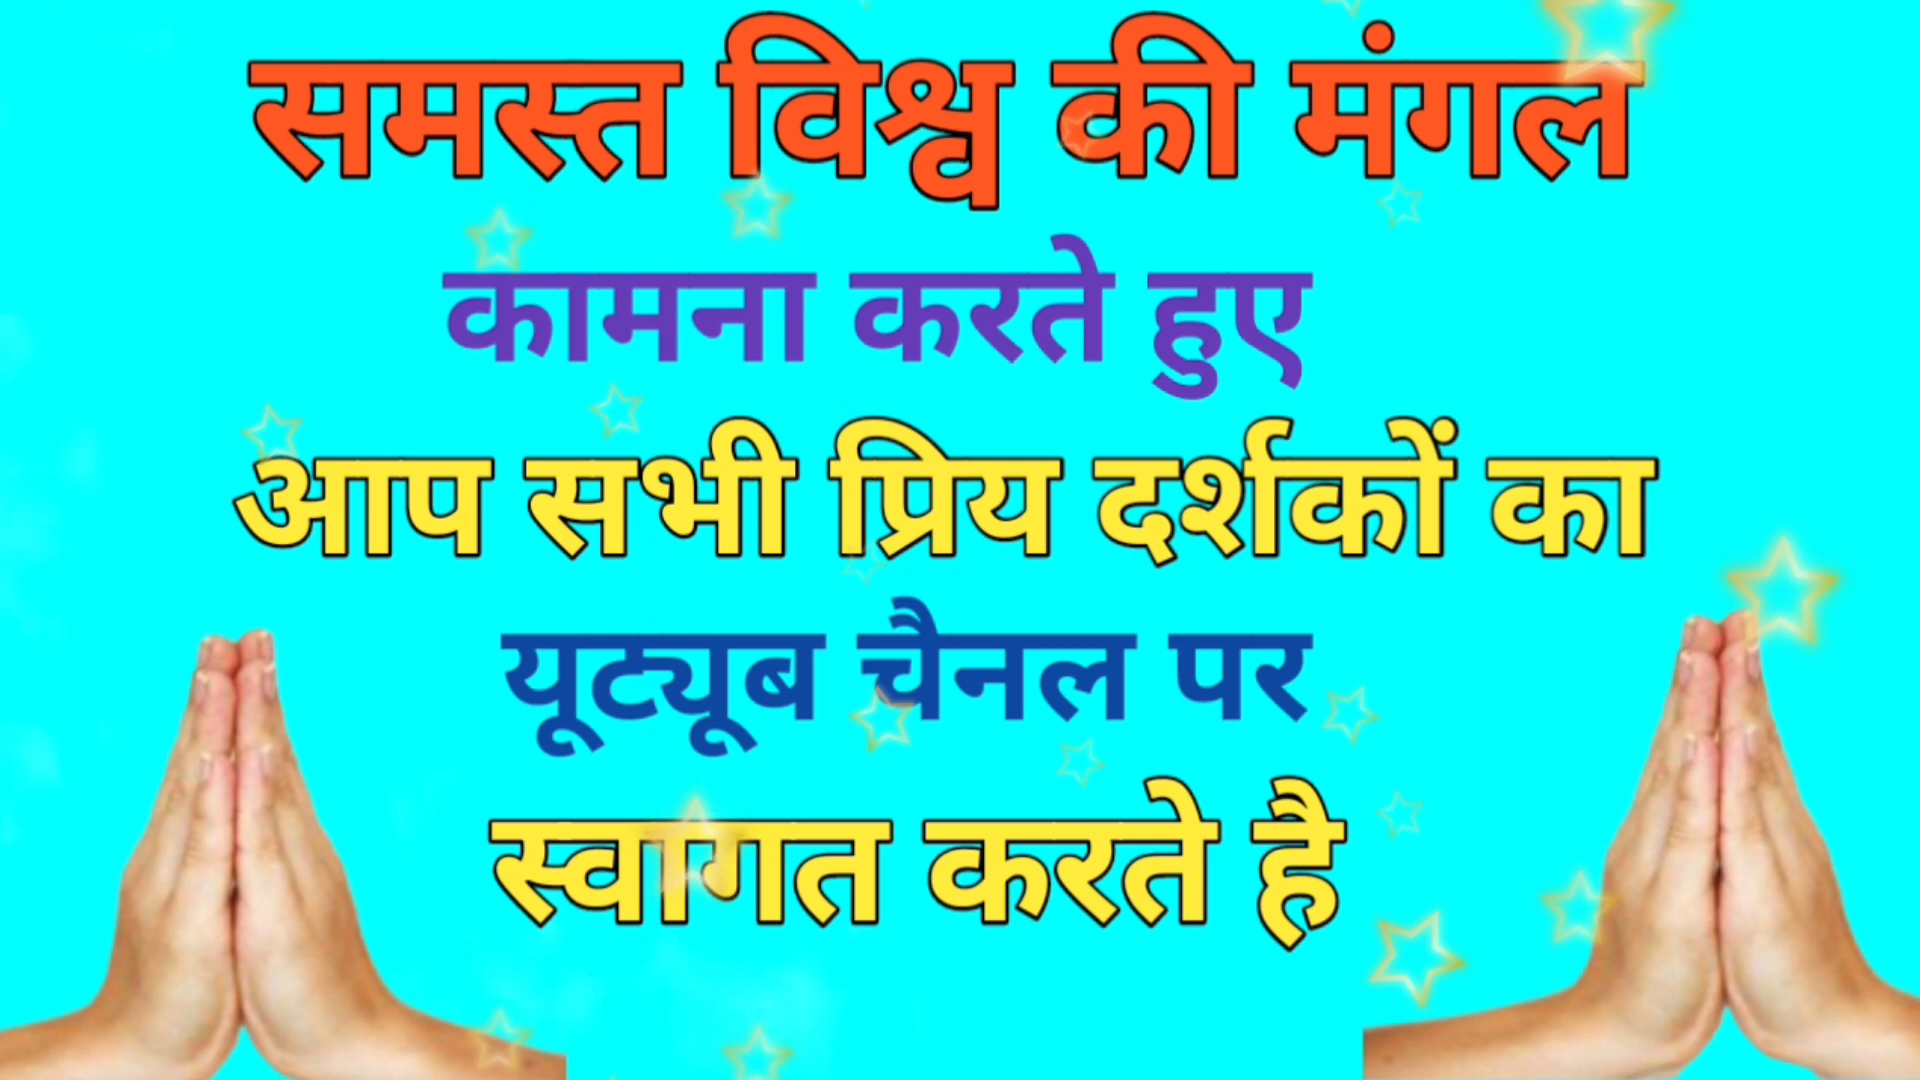 समस्त विश्व की मंगल
कामना करते हुए
आप सभी प्रिय दर्शकों का
यूट्यूब चैनल पर
स्वागत करते है